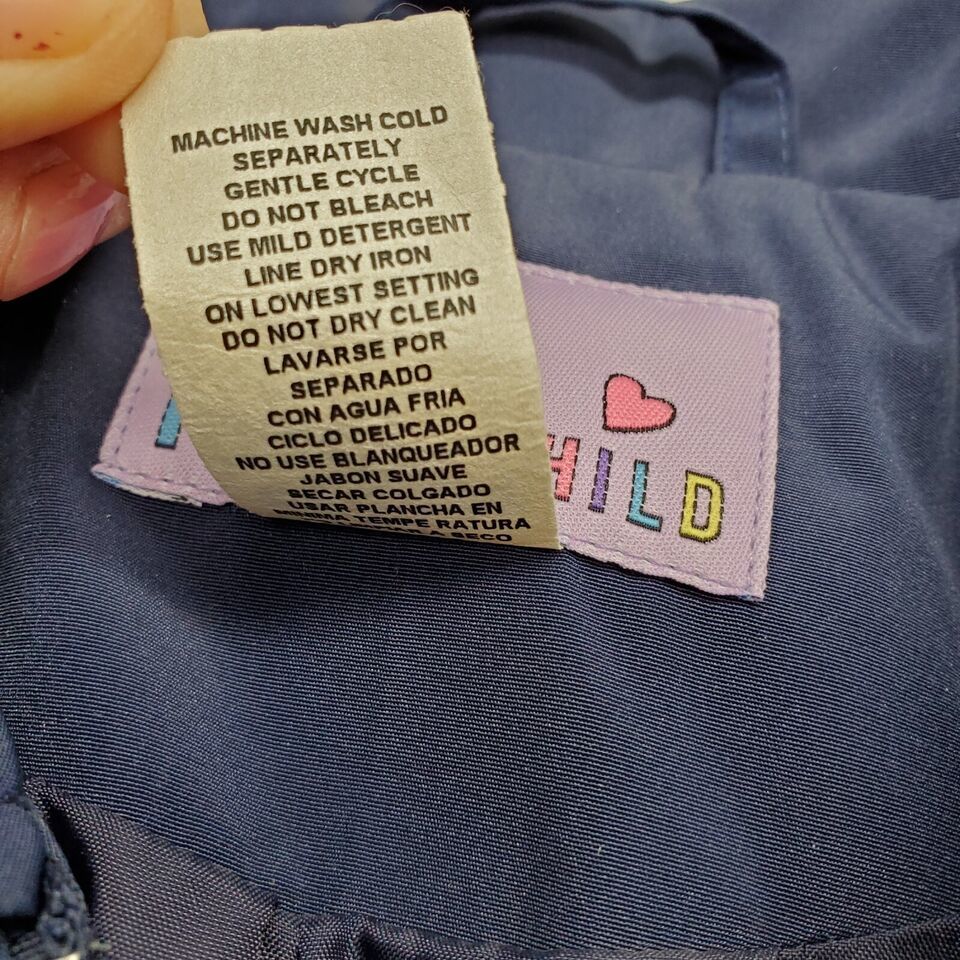 MACHINE WASH COLD
SEPARATELY
GENTLE CYCLE
DO NOT BLEACH
USE MILD DETERGENT
LINE DRY IRON
ON LOWEST SETTING
DO NOT DRY CLEAN
LAVARSE POR
SEPARADO
CON AGUA FRIA
CICLO DELICADO
NO USE BLANQUEADOR
JABON SUAVE
SECAR COLGADO
USAR PLANCHA EN
MINIMA TEMPE RATURA
A SECO
HILD